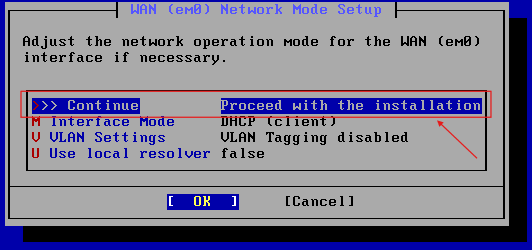 WAN (em0) Network Mode Setup
Adjust the network operation mode for the WAN (em0)
interface if necessary.
>>> Continue Proceed with the installation
M Interface Mode DHCP (client)
V VLAN Settings VLAN Tagging disabled
U Use local resolver false
[ OK ] [Cancel]